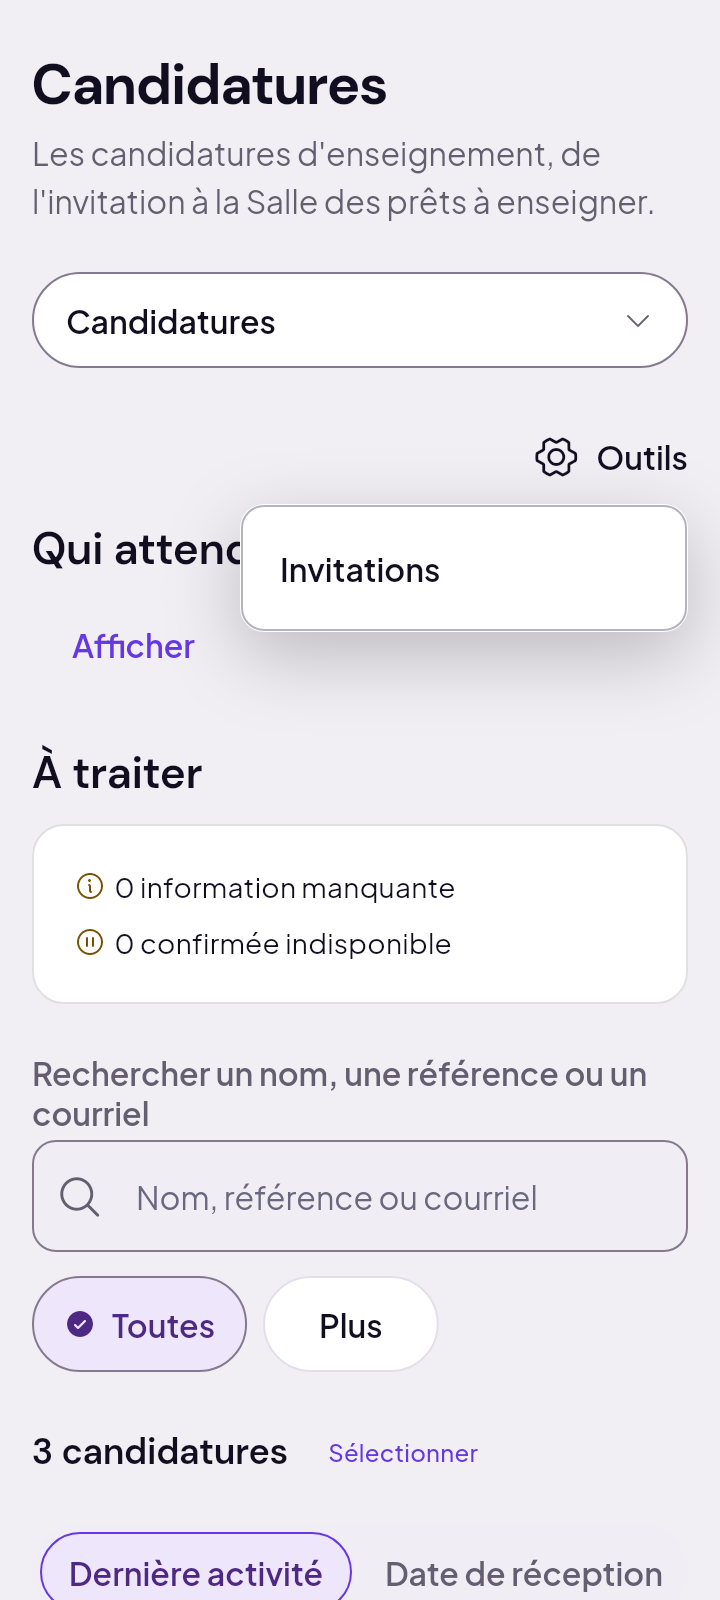 Candidatures
Les candidatures d'enseignement, de
l'invitation à la Salle des prêts à enseigner.
Candidatures
Outils
Qui
Invitations
Afficher
À traiter
0 information manquante
0 confirmée indisponible
Rechercher un nom, une référence ou un
courriel
Nom, référence ou courriel
Toutes
Plus
3 candidatures
Sélectionner
Dernière activité
Date de réception